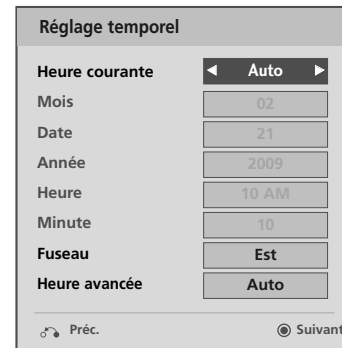 Réglage temporel
Heure courante Auto
Mois 02
Date 21
Année 2009
Heure 10 AM
Minute 10
Fuseau Est
Heure avancée Auto
Préc. Suivant